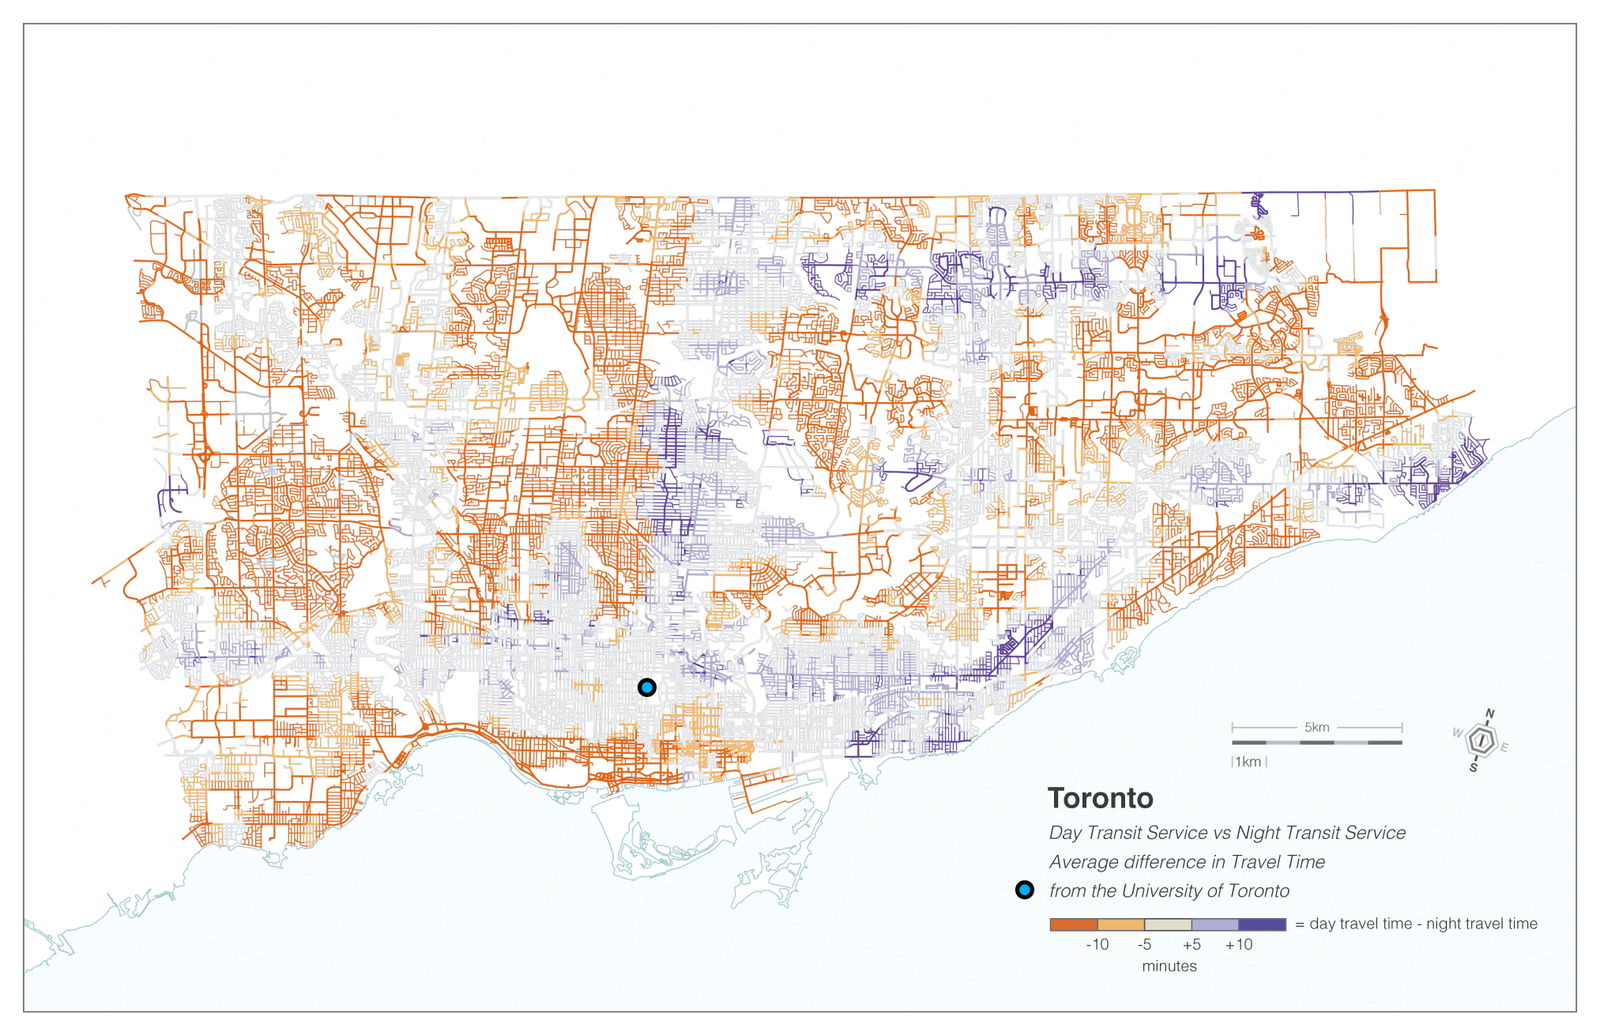 N
W
E
S
5km
1km
Toronto
Day Transit Service vs Night Transit Service
Average difference in Travel Time
from the University of Toronto
= day travel time - night travel time
-10 -5 +5 +10
minutes